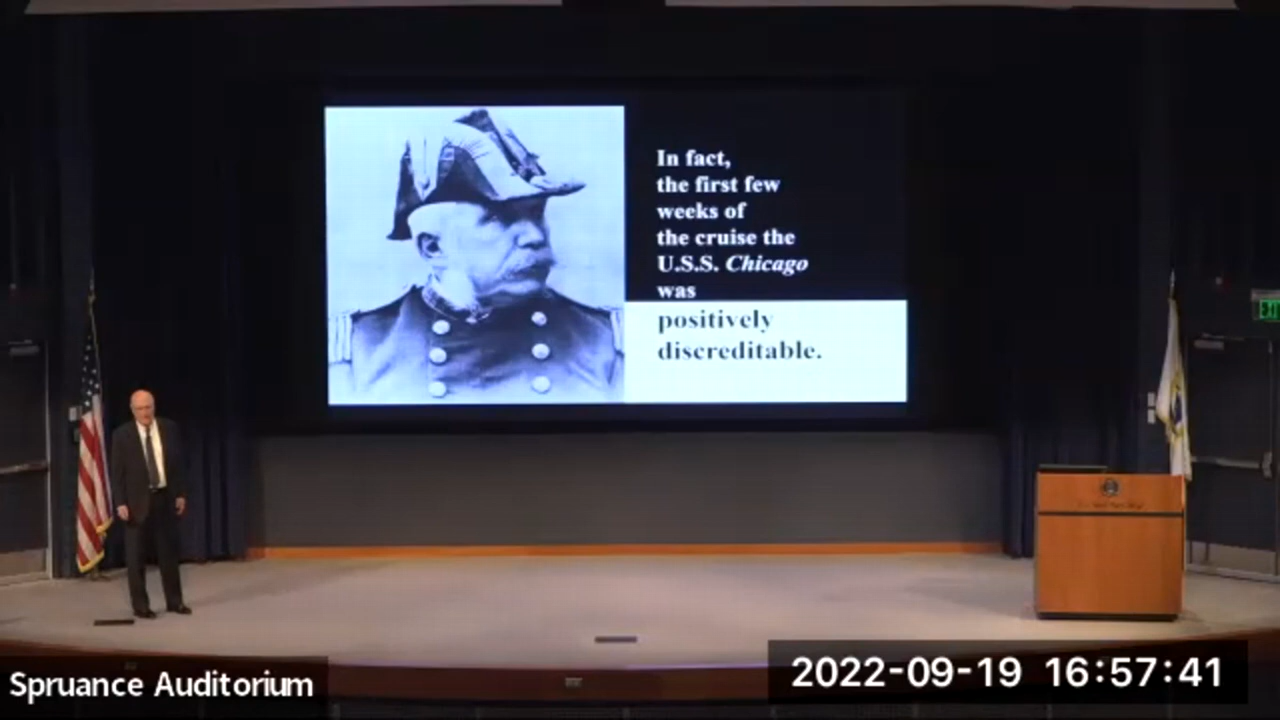 In fact,
the first few
weeks of
the cruise the
U.S.S. Chicago
was
positively
discreditable.
EXIT
Spruance Auditorium
2022-09-19 16:57:41